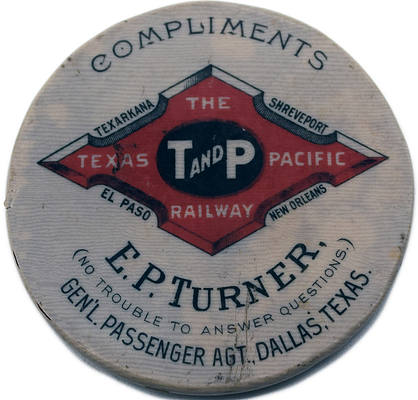 COMPLIMENTS
TEXARKANA
THE
SHREVEPORT
TEXAS T AND P PACIFIC
EL PASO
RAILWAY
NEW ORLEANS
E.P. TURNER,
(NO TROUBLE TO ANSWER QUESTIONS.)
GEN'L. PASSENGER AGT., DALLAS, TEXAS.